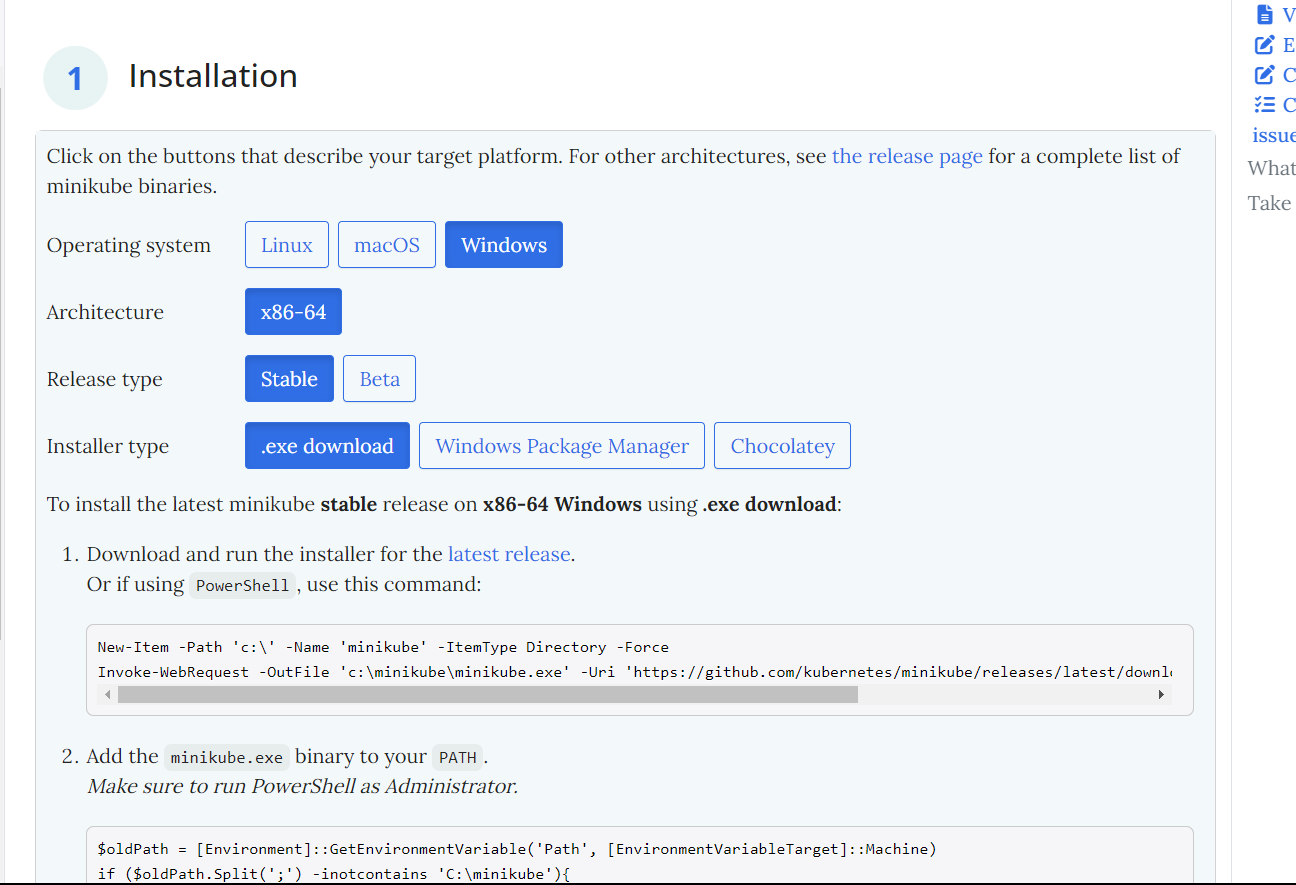 1 Installation
Click on the buttons that describe your target platform. For other architectures, see the release page for a complete list of
minikube binaries.
Operating system Linux macOS Windows
Architecture x86-64
Release type Stable Beta
Installer type .exe download Windows Package Manager Chocolatey
To install the latest minikube stable release on x86-64 Windows using .exe download:
1. Download and run the installer for the latest release.
Or if using PowerShell, use this command:
New-Item -Path 'c:\' -Name 'minikube' -ItemType Directory -Force
Invoke-WebRequest -OutFile 'c:\minikube\minikube.exe' -Uri 'https://github.com/kubernetes/minikube/releases/latest/downl
2. Add the minikube.exe binary to your PATH.
Make sure to run PowerShell as Administrator.
$oldPath = [Environment]::GetEnvironmentVariable('Path', [EnvironmentVariableTarget]::Machine)
if ($oldPath.Split(';') -inotcontains 'C:\minikube'){
V
E
C
C
issue
What
Take